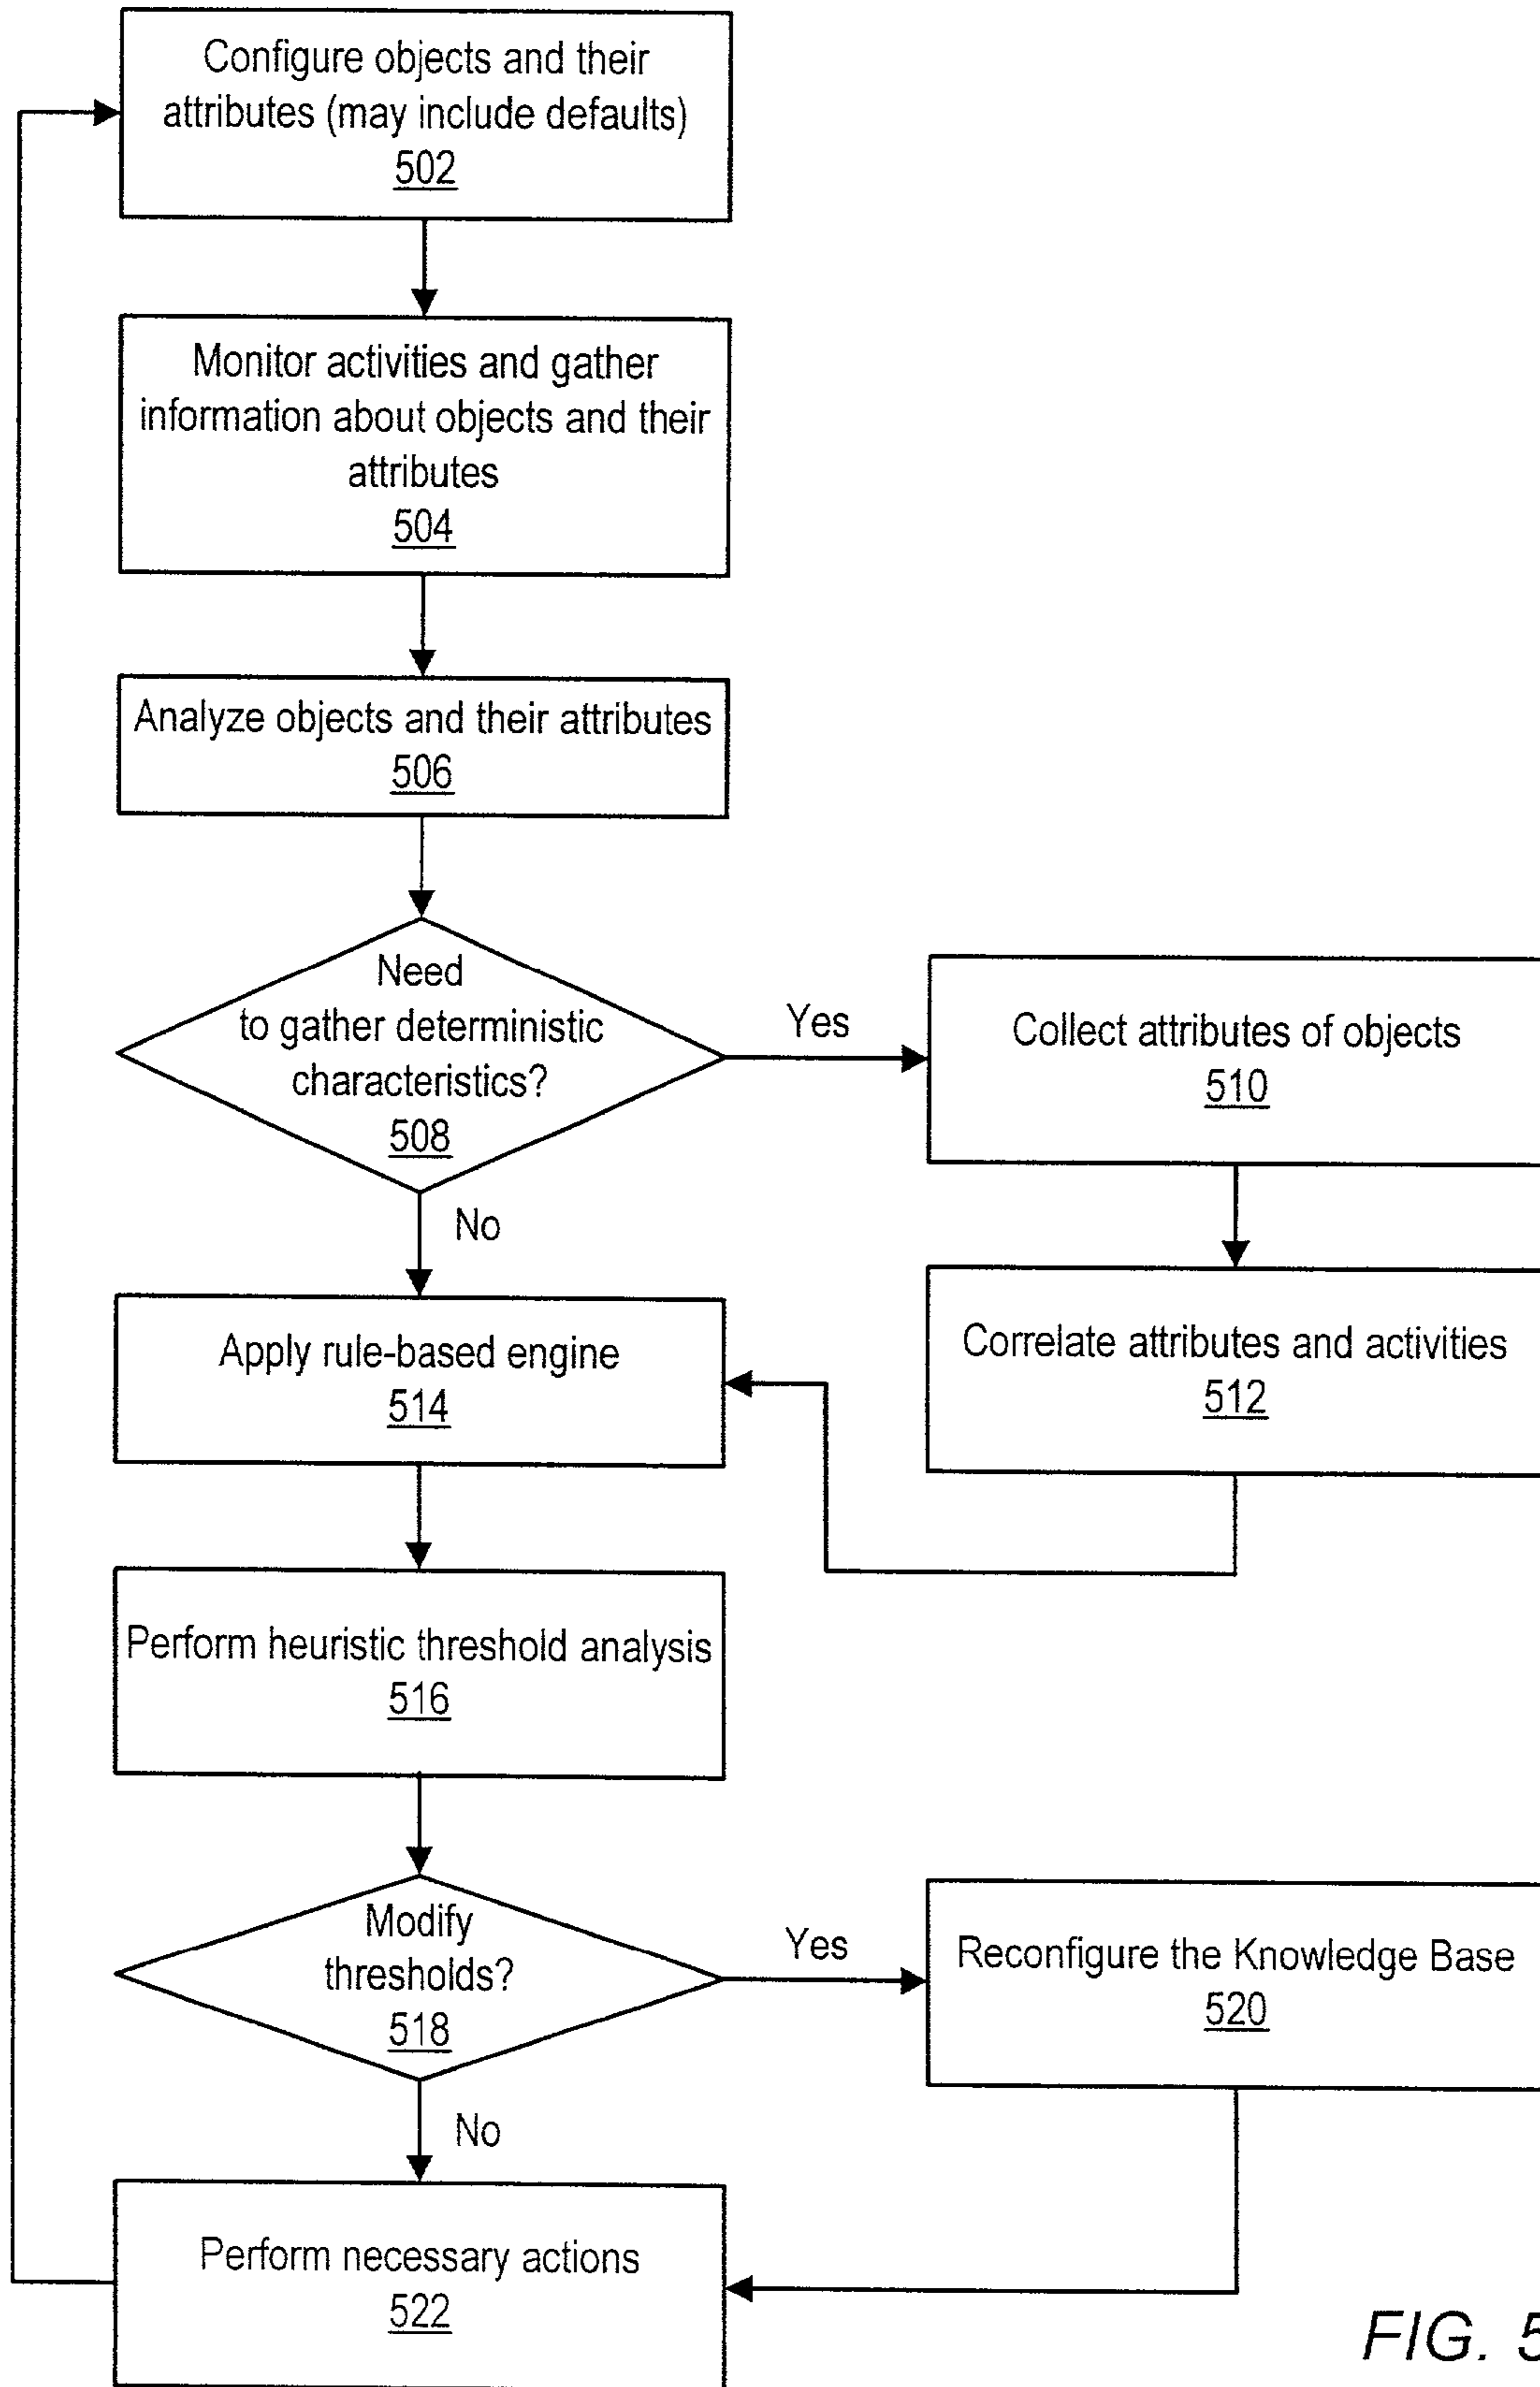 Configure objects and their
attributes (may include defaults)
502
Monitor activities and gather
information about objects and their
attributes
504
Analyze objects and their attributes
506
Need
to gather deterministic
characteristics?
508
Yes
Collect attributes of objects
510
Correlate attributes and activities
512
No
Apply rule-based engine
514
Perform heuristic threshold analysis
516
Modify
thresholds?
518
Yes
Reconfigure the Knowledge Base
520
No
Perform necessary actions
522
FIG. 5